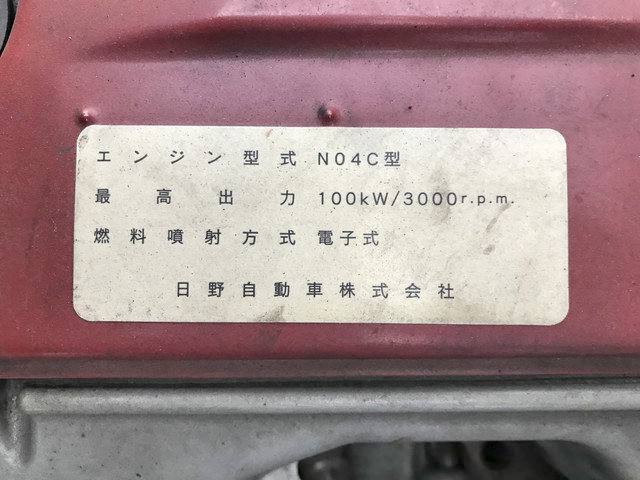 エンジン型式 N04C型
最高出力 100kW/3000r.p.m.
燃料噴射方式 電子式
日野自動車株式会社